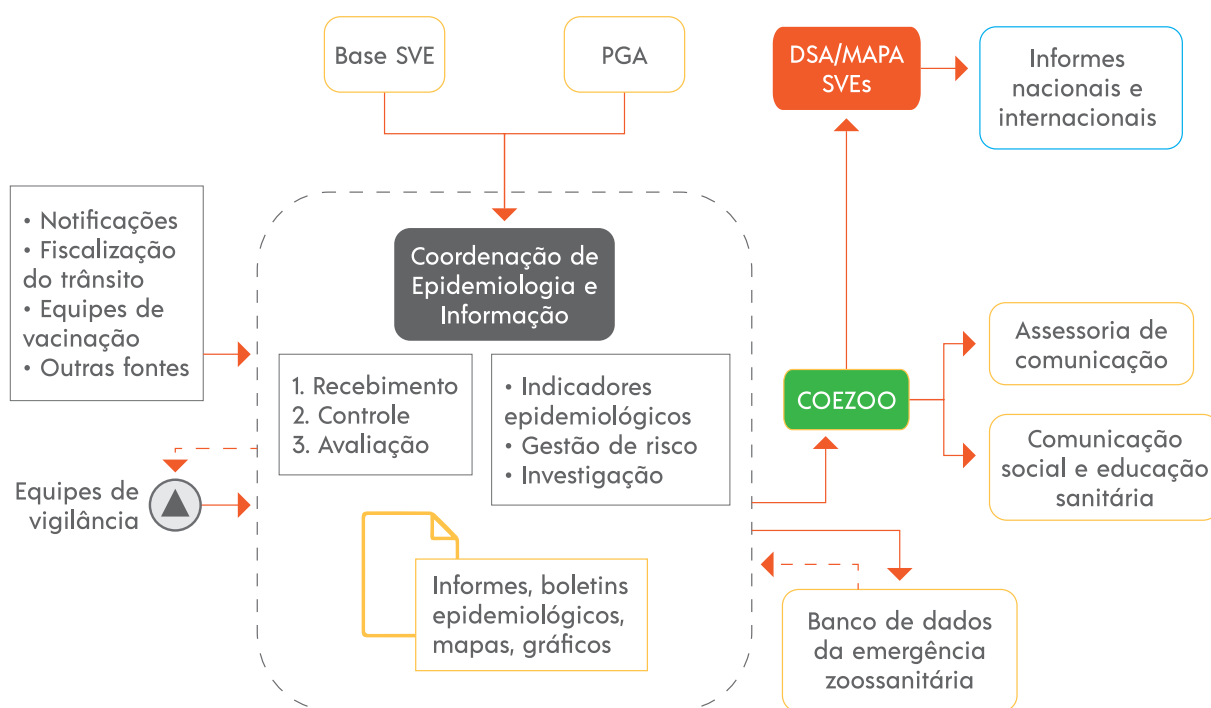 Base SVE
PGA
DSA/MAPA
SVEs
Informes
nacionais e
internacionais
• Notificações
• Fiscalização
do trânsito
• Equipes de
vacinação
• Outras fontes
Coordenação de
Epidemiologia e
Informação
1. Recebimento
2. Controle
3. Avaliação
• Indicadores
epidemiológicos
• Gestão de risco
• Investigação
COEZOO
Assessoria de
comunicação
Comunicação
social e educação
sanitária
Equipes de
vigilância
Informes, boletins
epidemiológicos,
mapas, gráficos
Banco de dados
da emergência
zoossanitária